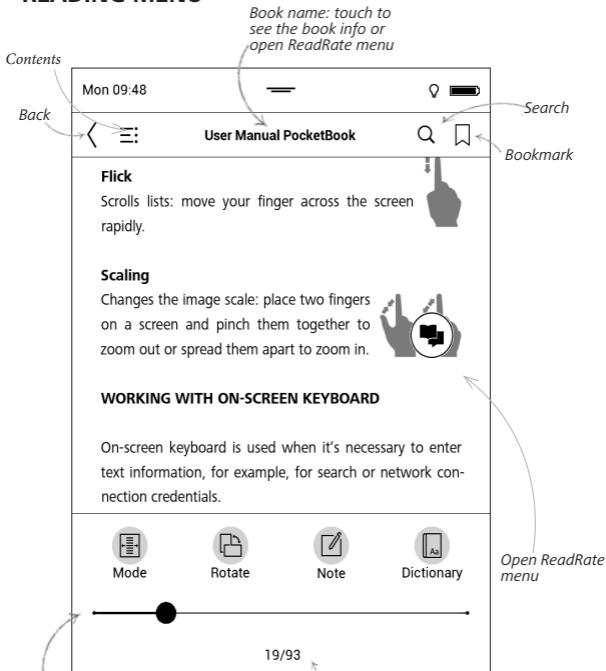 READING MENU
Book name: touch to
see the book info or
open ReadRate menu
Contents
Back
Mon 09:48
User Manual PocketBook
Search
Bookmark
Flick
Scrolls lists: move your finger across the screen
rapidly.
Scaling
Changes the image scale: place two fingers
on a screen and pinch them together to
zoom out or spread them apart to zoom in.
WORKING WITH ON-SCREEN KEYBOARD
On-screen keyboard is used when it's necessary to enter
text information, for example, for search or network con-
nection credentials.
Aa
Mode Rotate Note Dictionary
Open ReadRate
menu
19/93